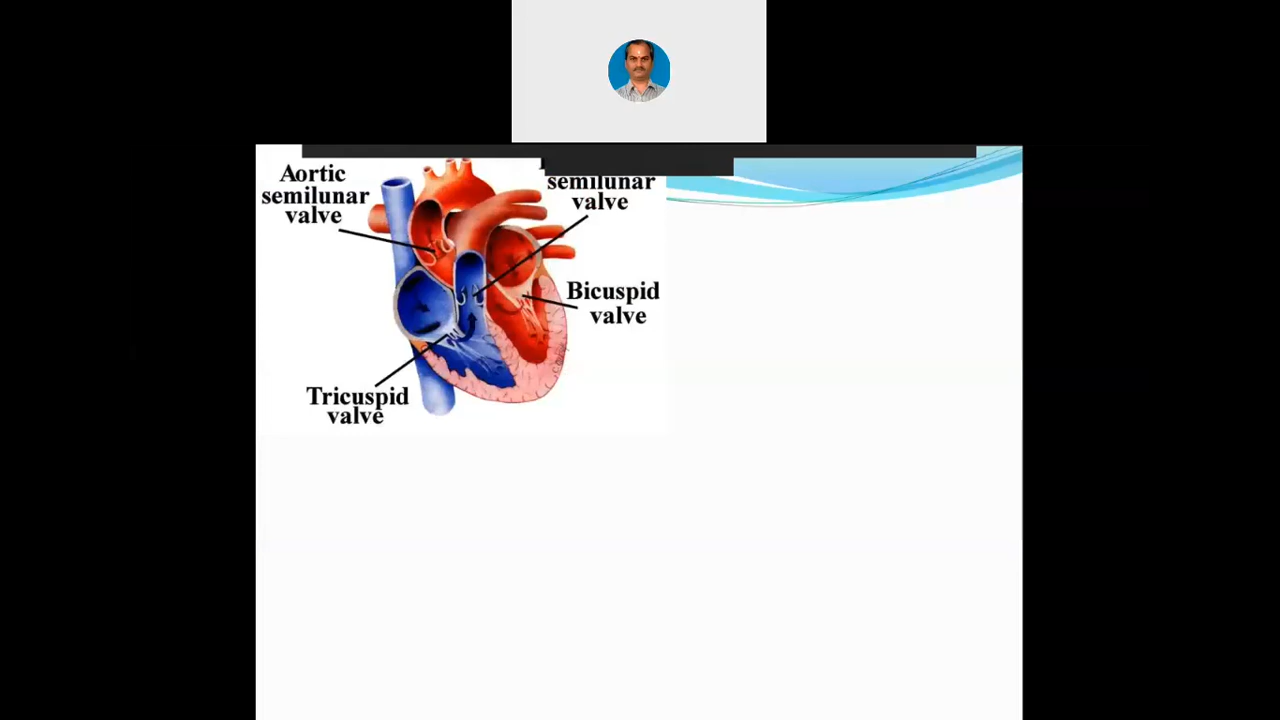 Aortic
semilunar
valve
semilunar
valve
Bicuspid
valve
Tricuspid
valve